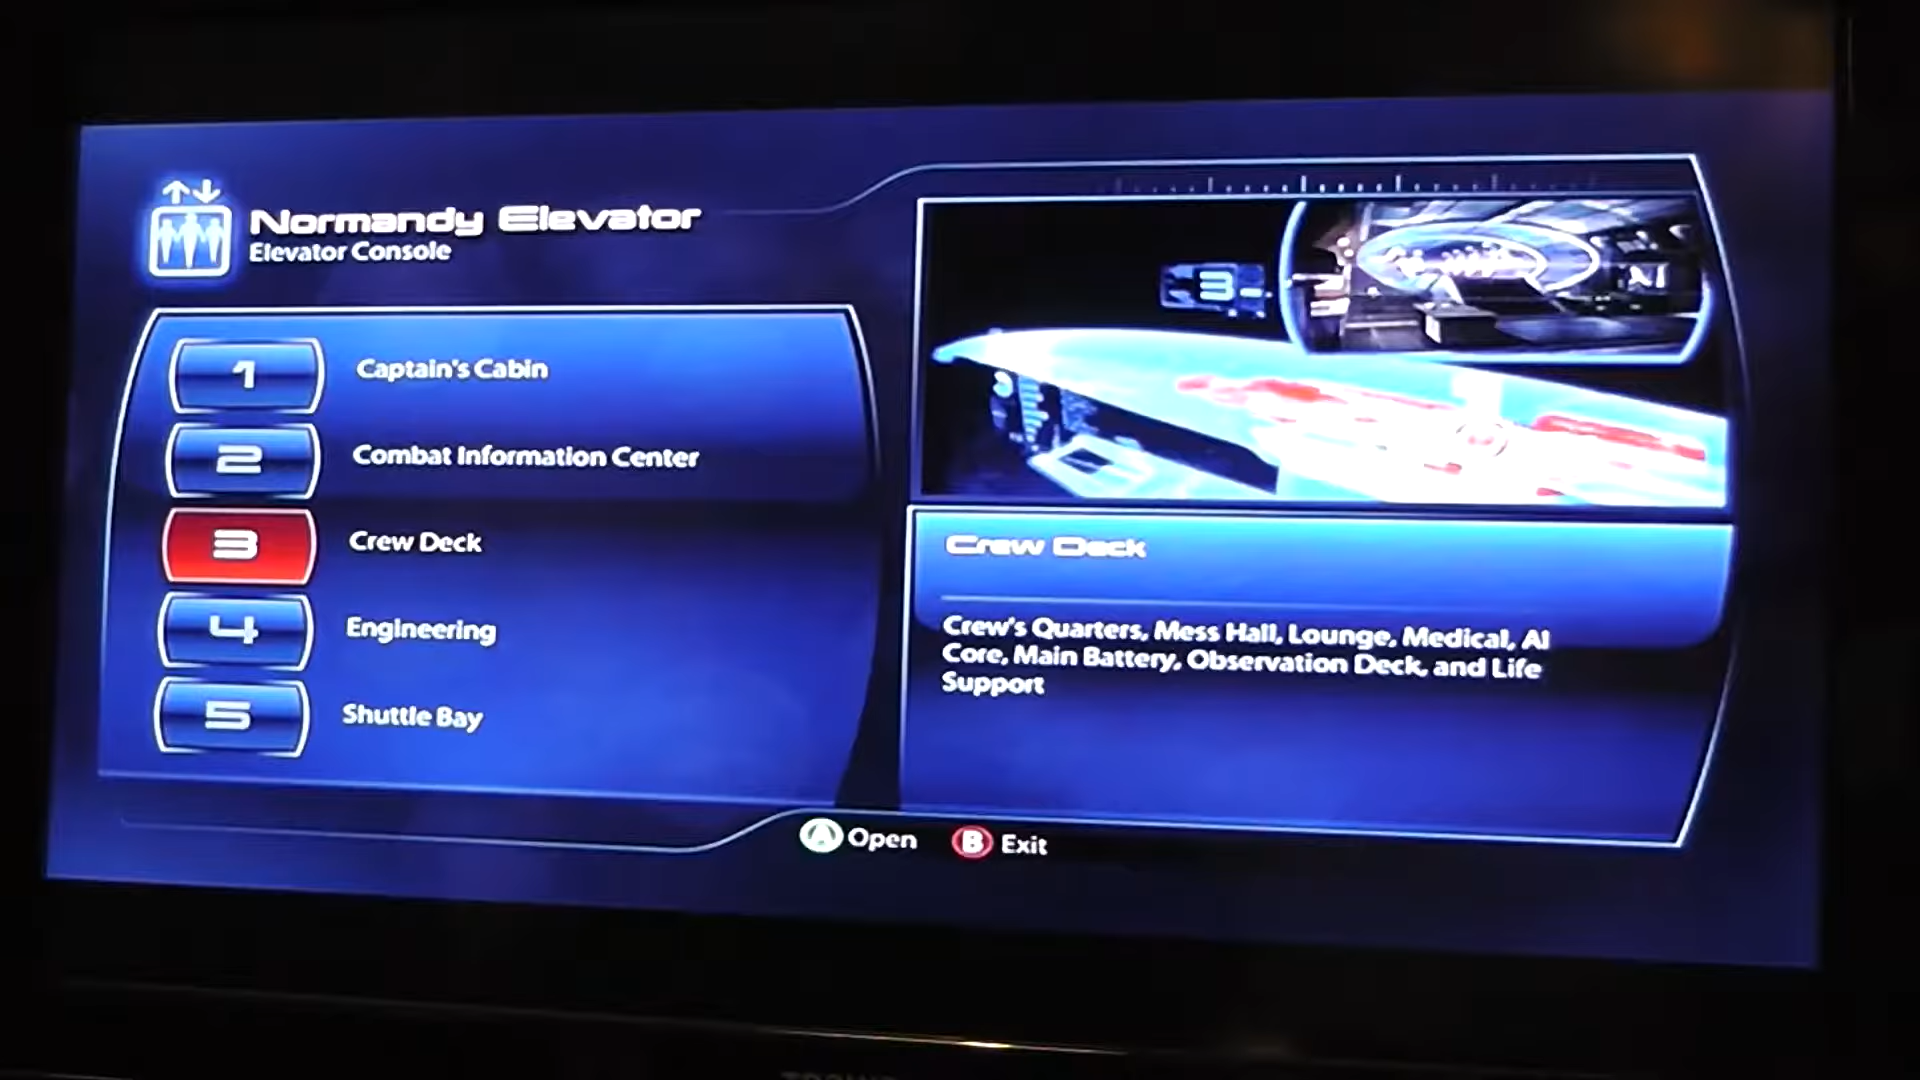 Normandy Elevator
Elevator Console
1 Captain's Cabin
2 Combat Information Center
3 Crew Deck
4 Engineering
5 Shuttle Bay
3
Crew Deck
Crew's Quarters, Mess Hall, Lounge, Medical, AI
Core, Main Battery, Observation Deck, and Life
Support
A Open B Exit